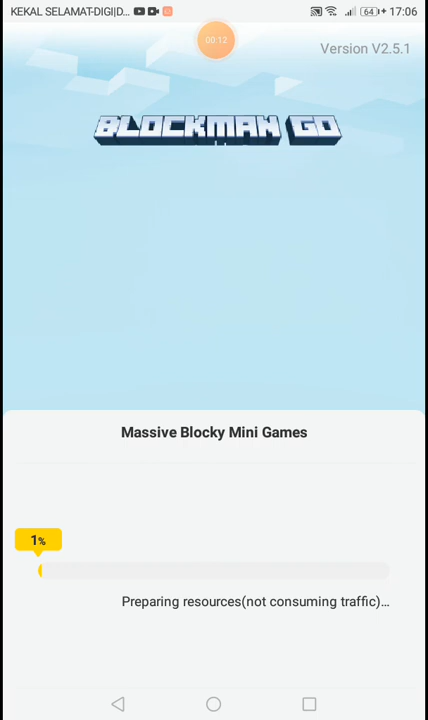 KEKAL SELAMAT-DIGI|D...
64
17:06
00:12
Version V2.5.1
BLOCKMAN GO
Massive Blocky Mini Games
1%
Preparing resources(not consuming traffic)...